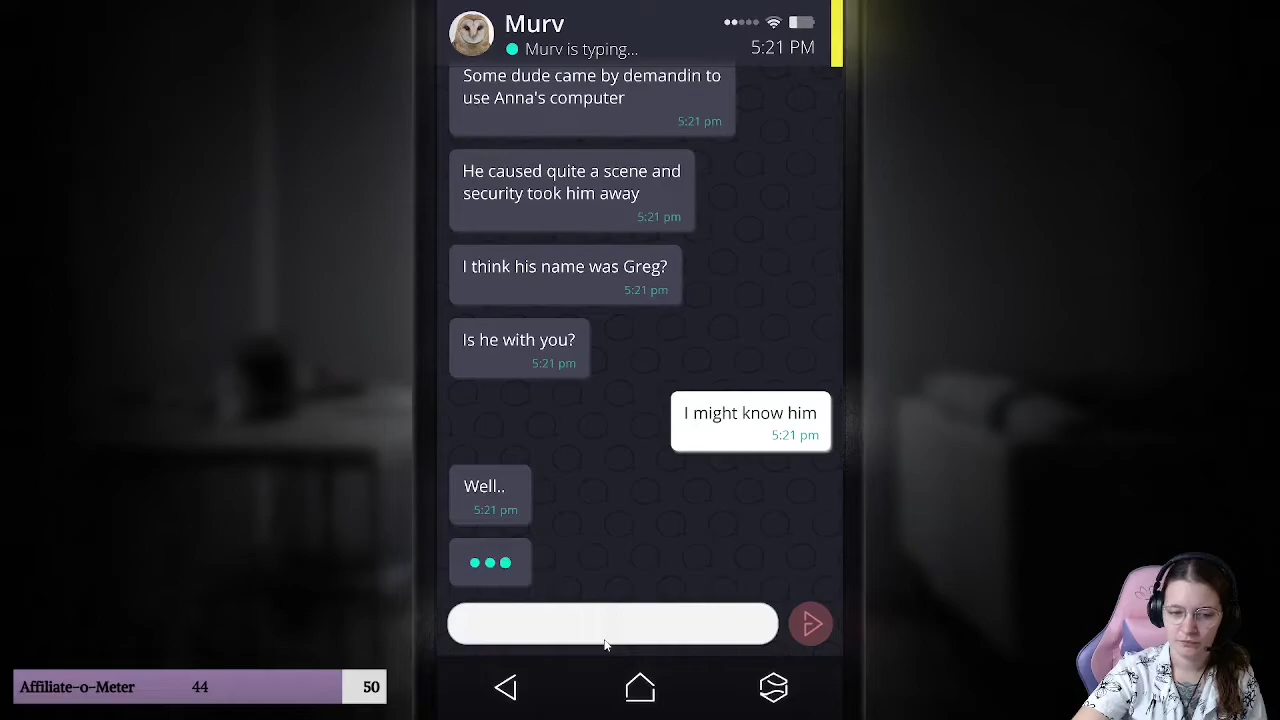 Murv
Murv is typing...
5:21 PM
Some dude came by demandin to
use Anna's computer
5:21 pm
He caused quite a scene and
security took him away
5:21 pm
I think his name was Greg?
5:21 pm
Is he with you?
5:21 pm
I might know him
5:21 pm
Well..
5:21 pm
Affiliate-o-Meter 44 50